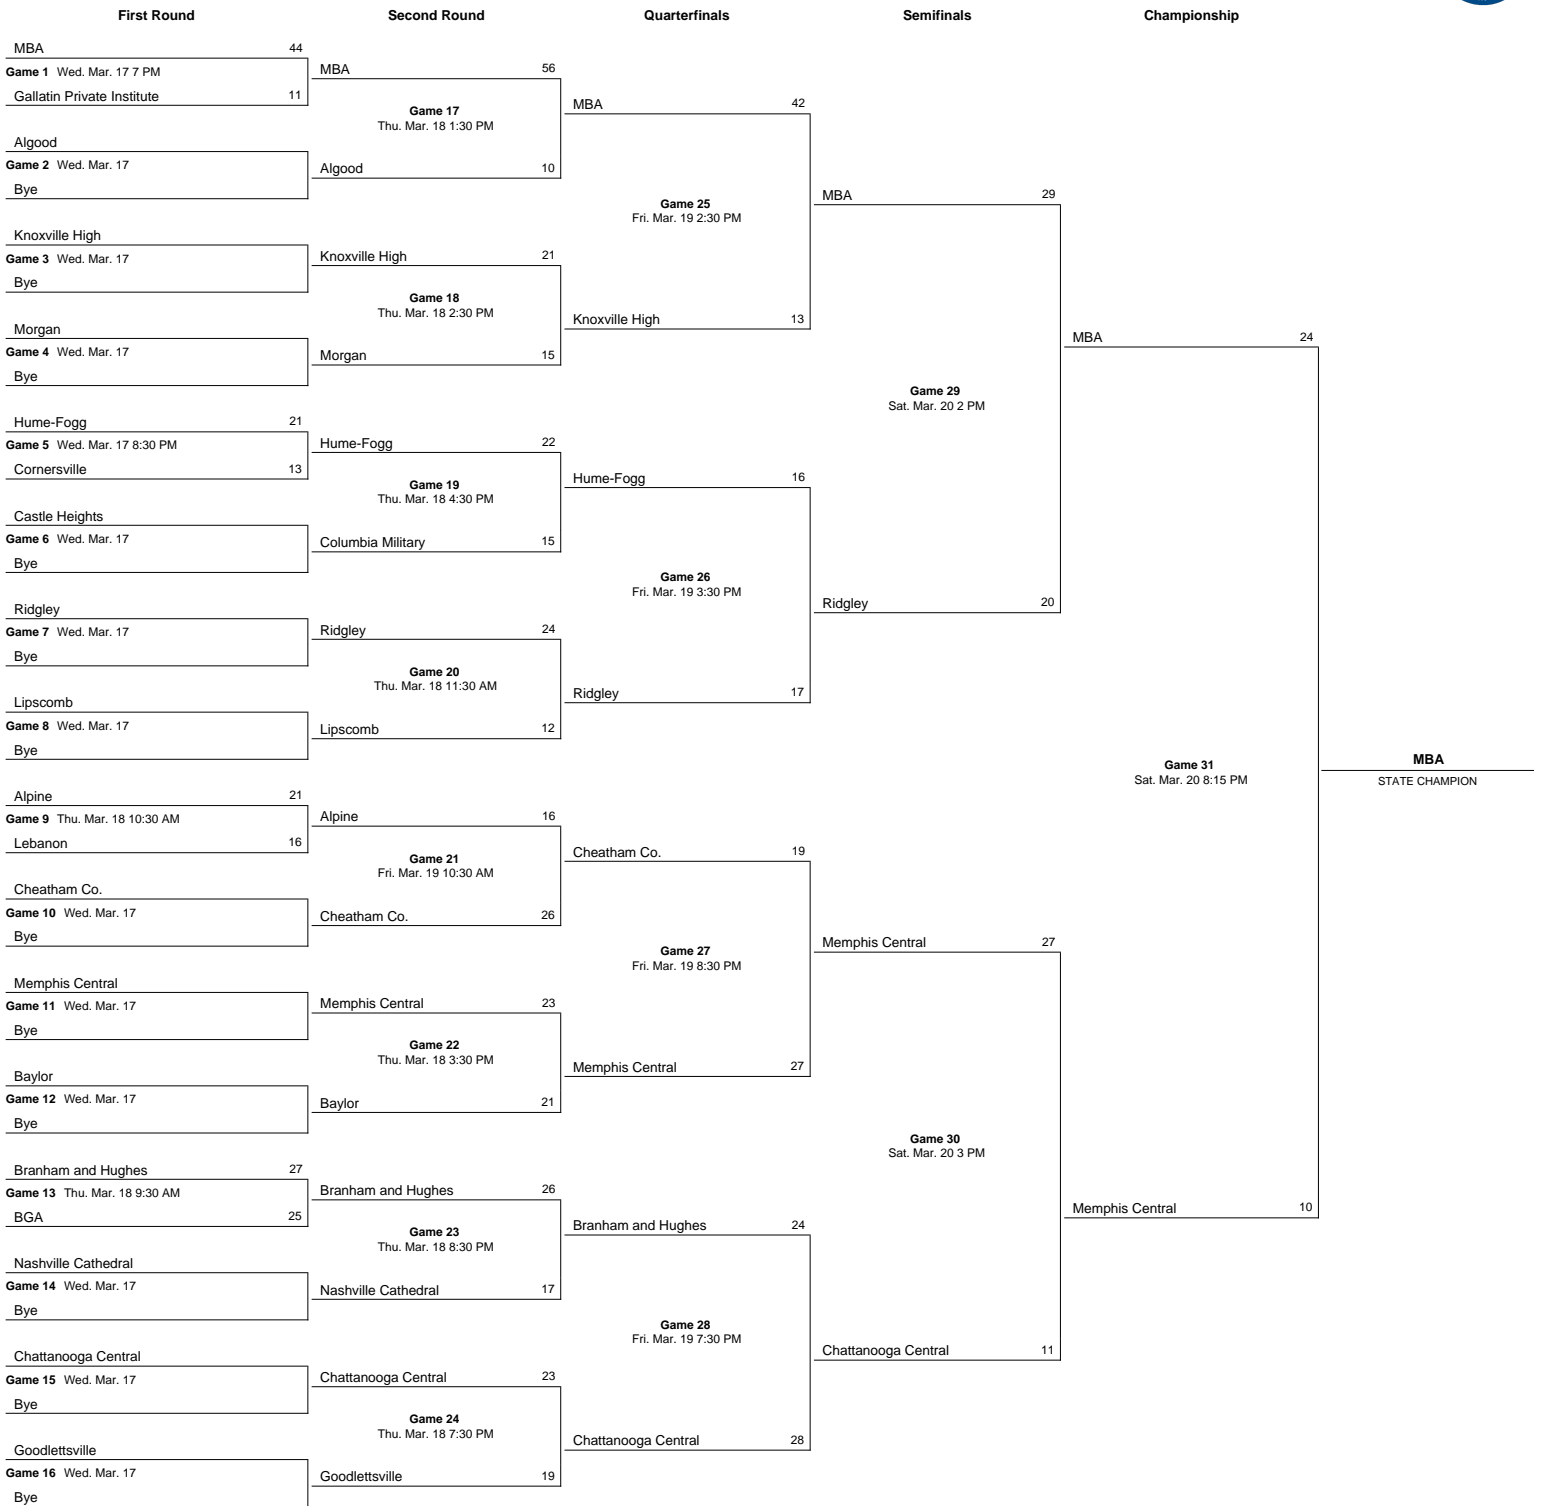 First Round
Second Round
Quarterfinals
Semifinals
Championship
MBA 44
Game 1 Wed. Mar. 17 7 PM
Gallatin Private Institute 11
Algood
Game 2 Wed. Mar. 17
Bye
Knoxville High
Game 3 Wed. Mar. 17
Bye
Morgan
Game 4 Wed. Mar. 17
Bye
Hume-Fogg 21
Game 5 Wed. Mar. 17 8:30 PM
Cornersville 13
Castle Heights
Game 6 Wed. Mar. 17
Bye
Ridgley
Game 7 Wed. Mar. 17
Bye
Lipscomb
Game 8 Wed. Mar. 17
Bye
Alpine 21
Game 9 Thu. Mar. 18 10:30 AM
Lebanon 16
Cheatham Co.
Game 10 Wed. Mar. 17
Bye
Memphis Central
Game 11 Wed. Mar. 17
Bye
Baylor
Game 12 Wed. Mar. 17
Bye
Branham and Hughes 27
Game 13 Thu. Mar. 18 9:30 AM
BGA 25
Nashville Cathedral
Game 14 Wed. Mar. 17
Bye
Chattanooga Central
Game 15 Wed. Mar. 17
Bye
Goodlettsville
Game 16 Wed. Mar. 17
Bye
MBA 56
Game 17
Thu. Mar. 18 1:30 PM
Algood 10
Knoxville High 21
Game 18
Thu. Mar. 18 2:30 PM
Morgan 15
Hume-Fogg 22
Game 19
Thu. Mar. 18 4:30 PM
Columbia Military 15
Ridgley 24
Game 20
Thu. Mar. 18 11:30 AM
Lipscomb 12
Alpine 16
Game 21
Fri. Mar. 19 10:30 AM
Cheatham Co. 26
Memphis Central 23
Game 22
Thu. Mar. 18 3:30 PM
Baylor 21
Branham and Hughes 26
Game 23
Thu. Mar. 18 8:30 PM
Nashville Cathedral 17
Chattanooga Central 23
Game 24
Thu. Mar. 18 7:30 PM
Goodlettsville 19
MBA 42
Game 25
Fri. Mar. 19 2:30 PM
Knoxville High 13
Hume-Fogg 16
Game 26
Fri. Mar. 19 3:30 PM
Ridgley 17
Cheatham Co. 19
Game 27
Fri. Mar. 19 8:30 PM
Memphis Central 27
Branham and Hughes 24
Game 28
Fri. Mar. 19 7:30 PM
Chattanooga Central 28
MBA 29
Game 29
Sat. Mar. 20 2 PM
Ridgley 20
Memphis Central 27
Game 30
Sat. Mar. 20 3 PM
Chattanooga Central 11
MBA 24
Game 31
Sat. Mar. 20 8:15 PM
Memphis Central 10
MBA
STATE CHAMPION